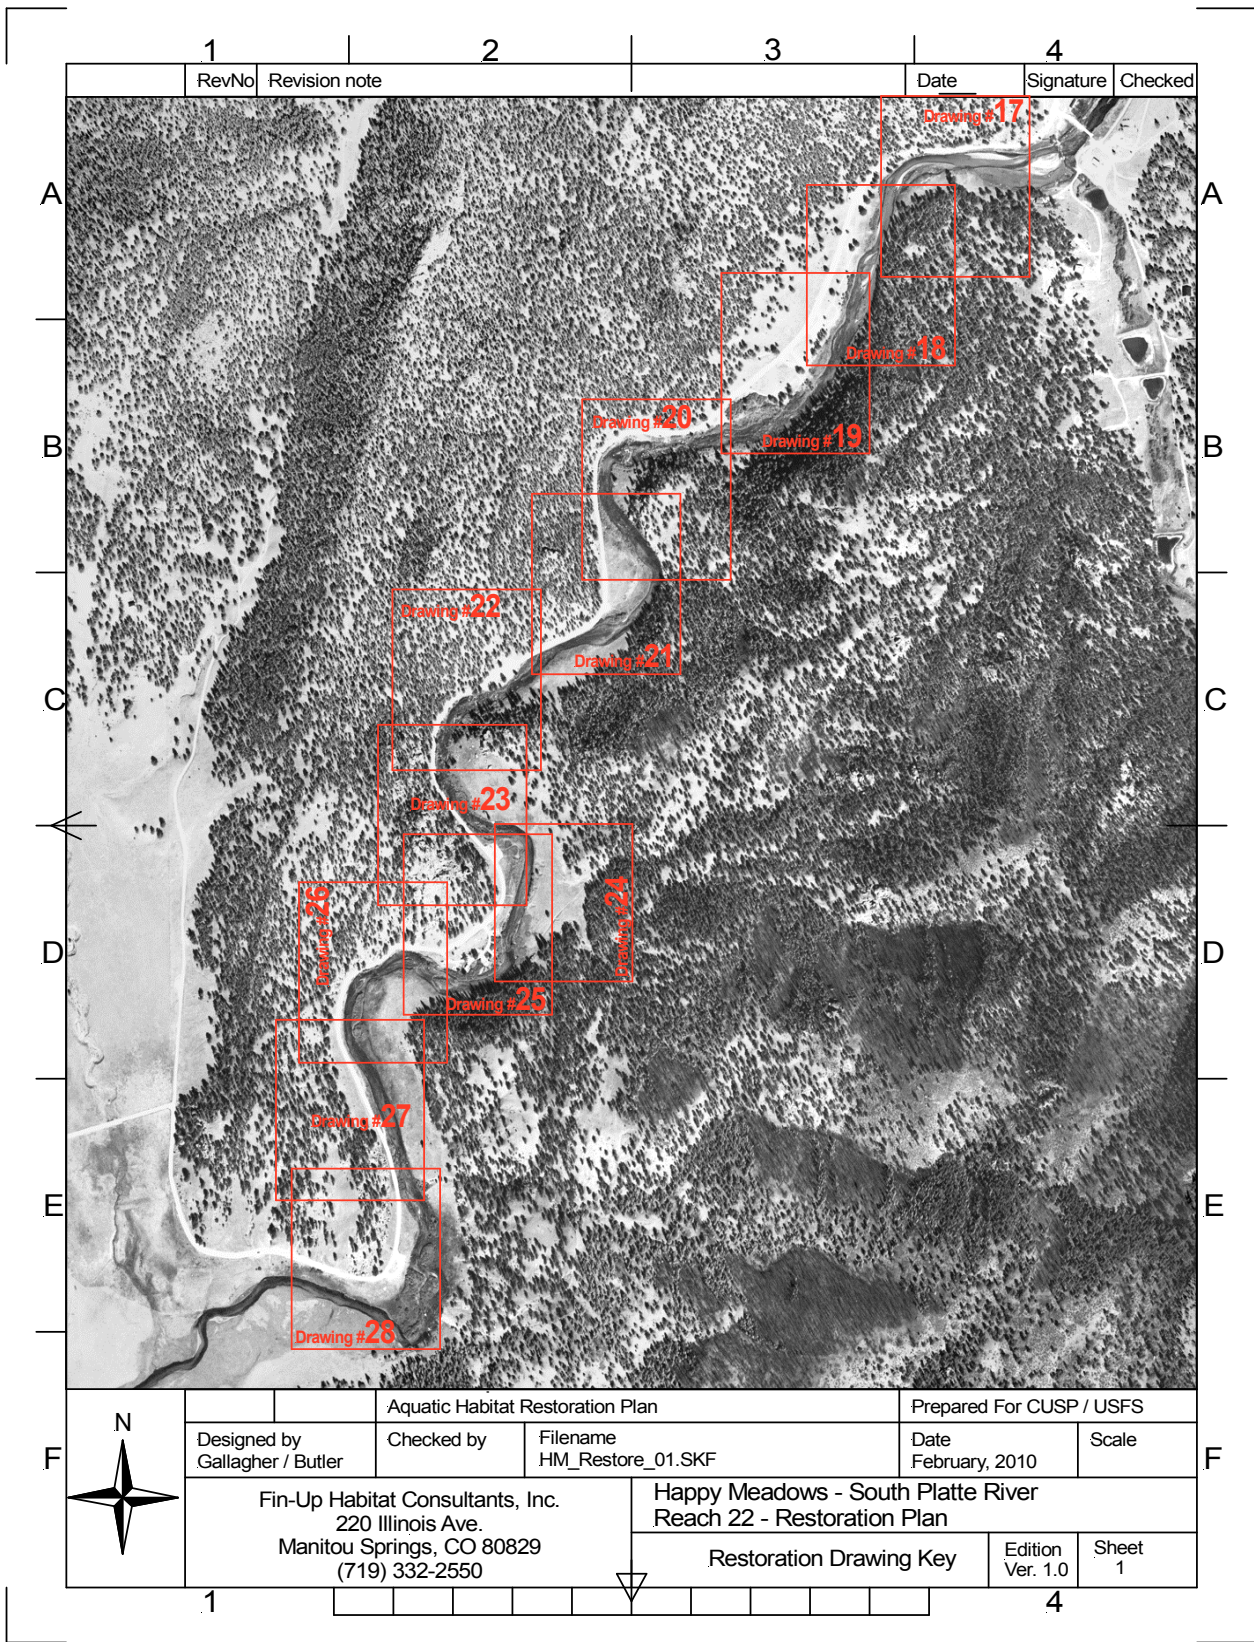 1 2 3 4
RevNo Revision note Date Signature Checked
Drawing #17
A A
Drawing #18
Drawing #20
Drawing #19
B B
Drawing #22
Drawing #21
C C
Drawing #23
Drawing #24
Drawing #26
D D
Drawing #25
Drawing #27
E E
Drawing #28
Aquatic Habitat Restoration Plan
Prepared For CUSP / USFS
N
Designed by
Gallagher / Butler
Checked by
Filename
HM_Restore_01.SKF
Date
February, 2010
Scale
F F
Fin-Up Habitat Consultants, Inc.
220 Illinois Ave.
Manitou Springs, CO 80829
(719) 332-2550
Happy Meadows - South Platte River
Reach 22 - Restoration Plan
Restoration Drawing Key
Edition
Ver. 1.0
Sheet
1
1 4